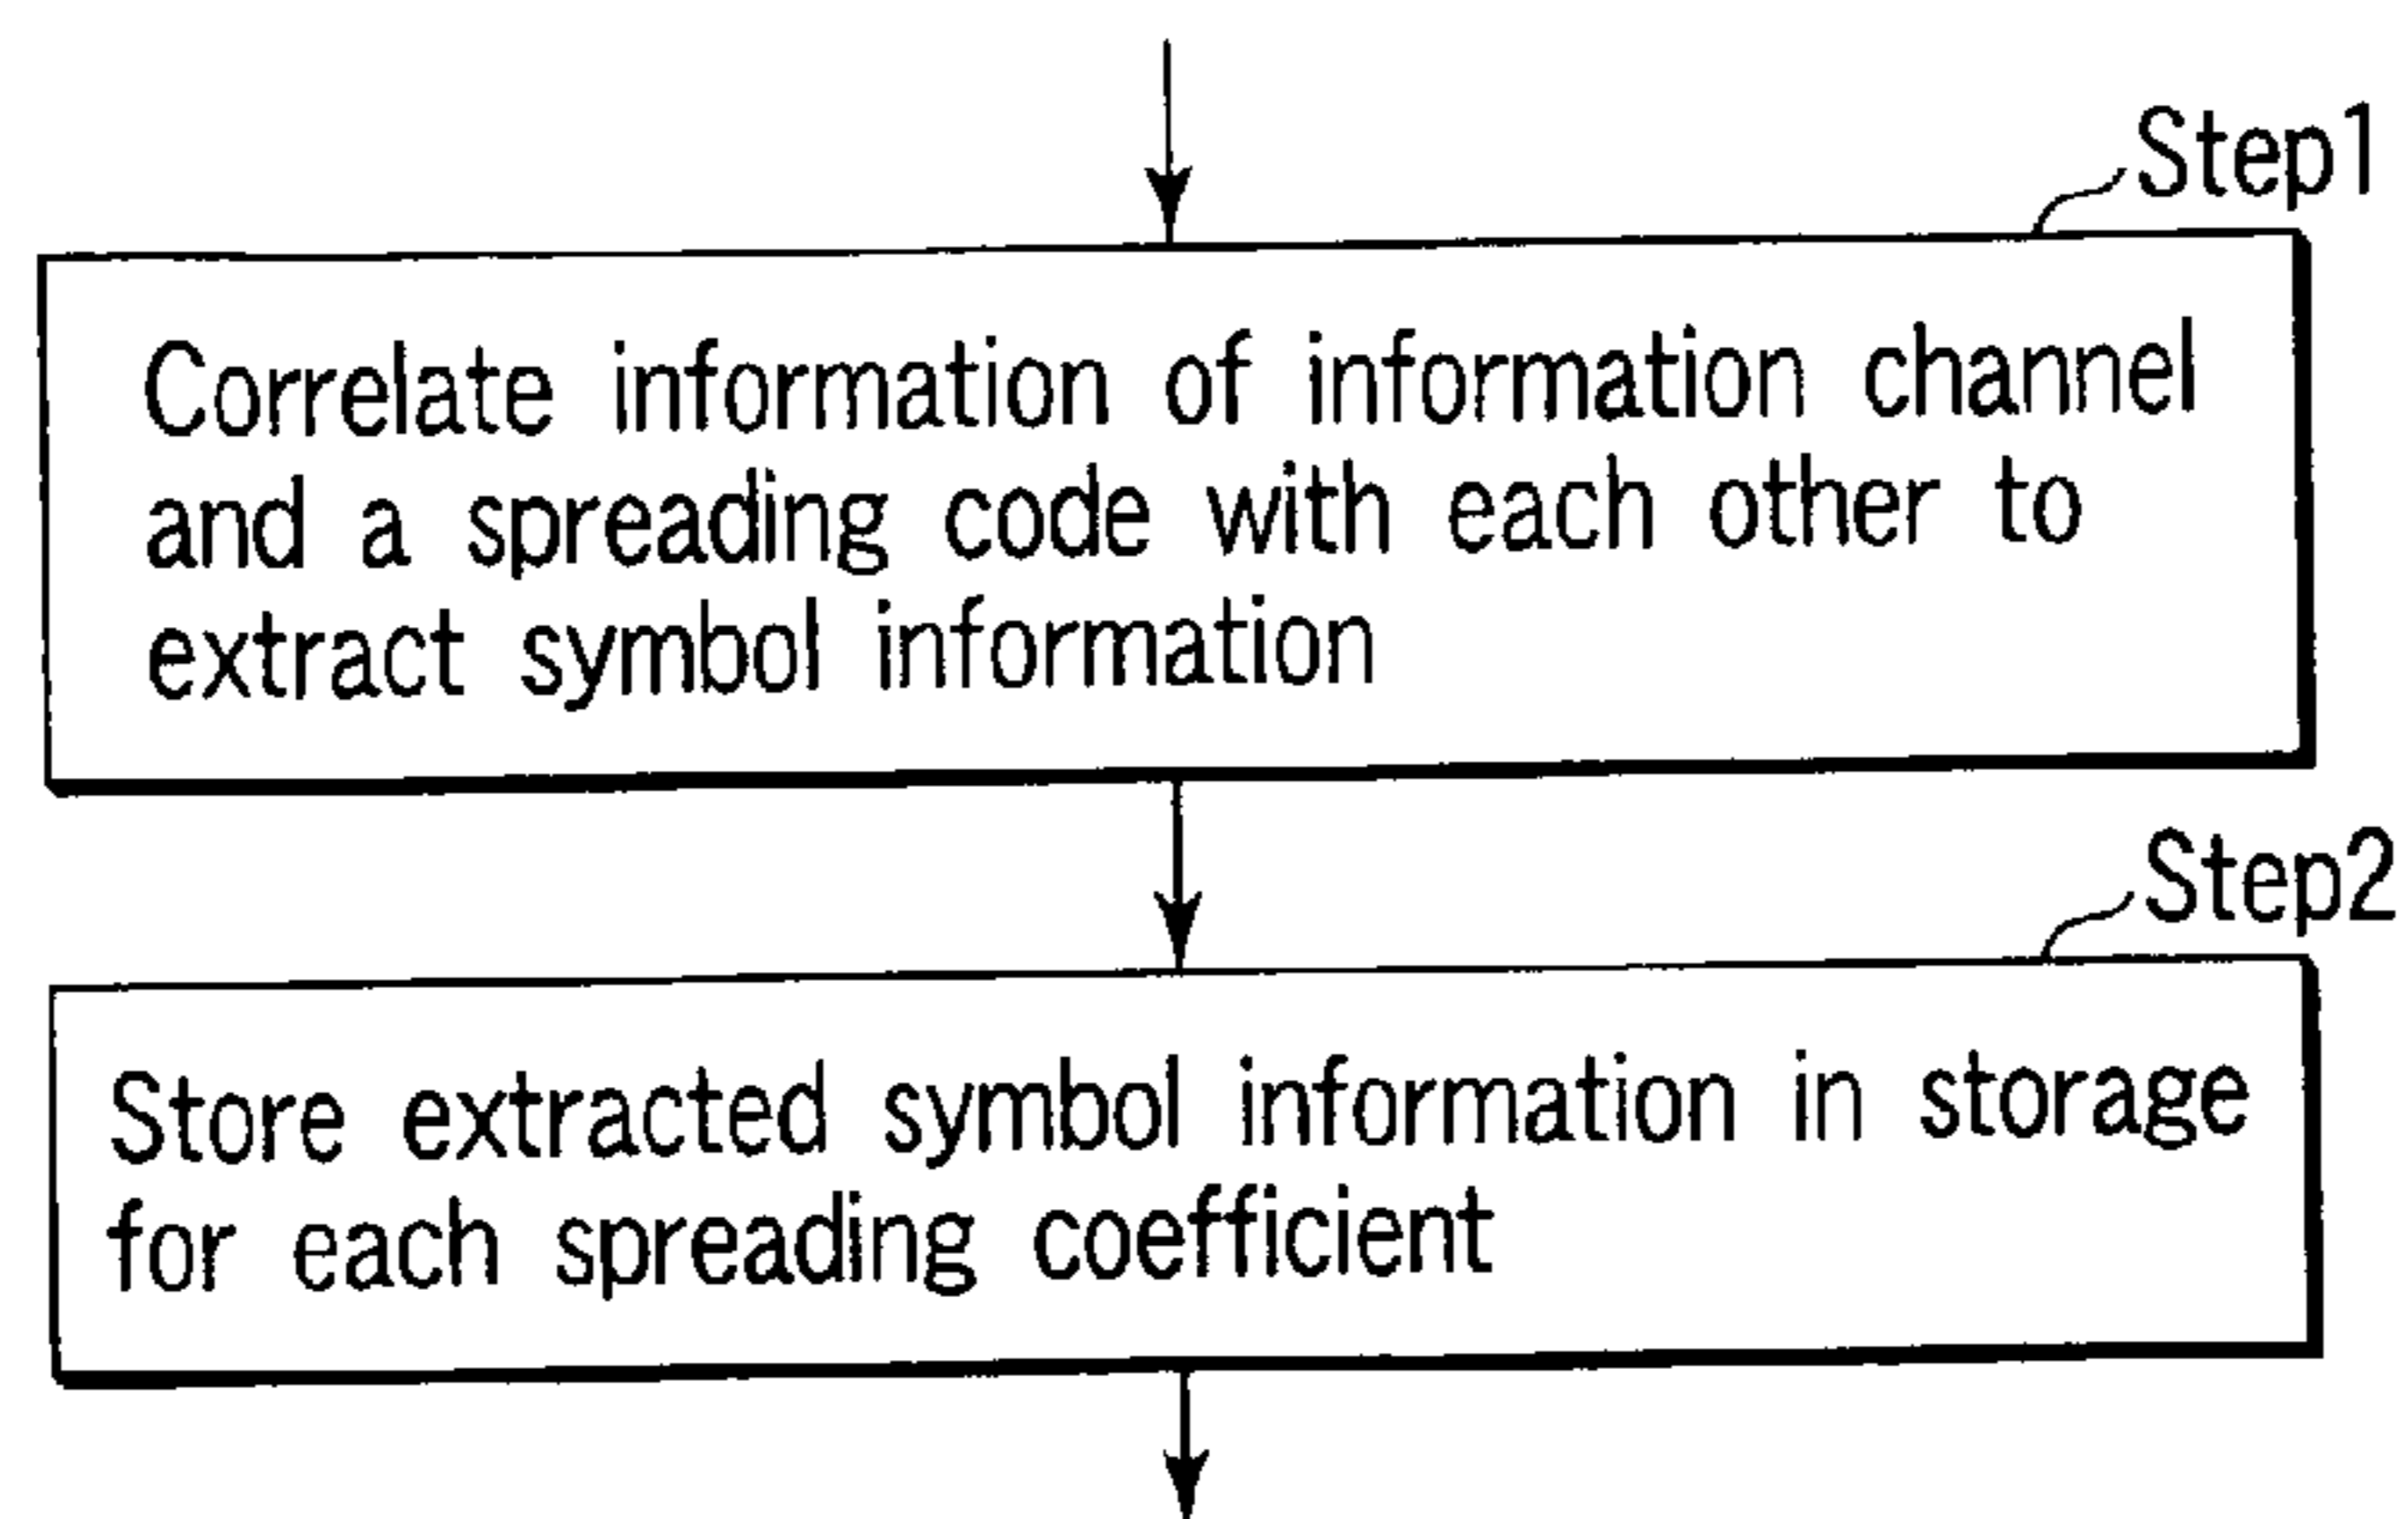 Step1
Correlate information of information channel
and a spreading code with each other to
extract symbol information
Step2
Store extracted symbol information in storage
for each spreading coefficient